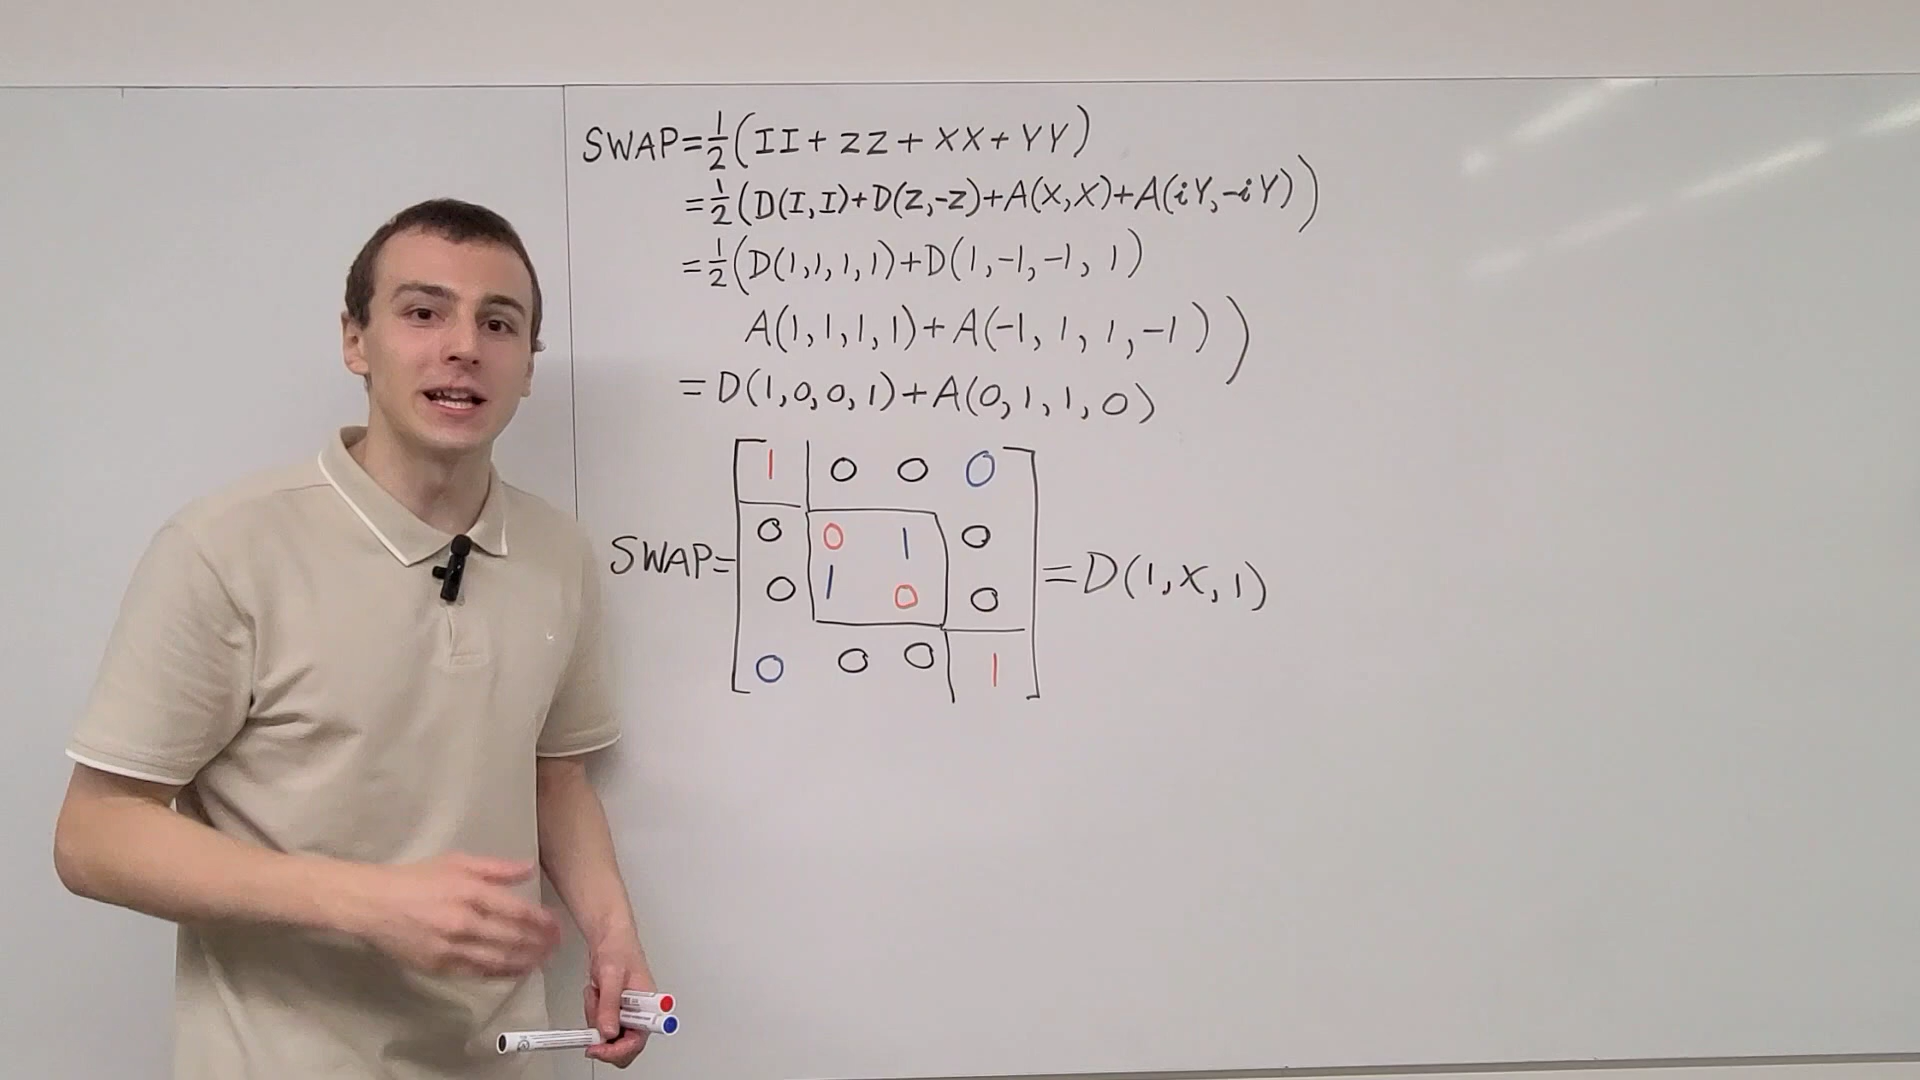 SWAP=½(II+ZZ+XX+YY)
=½(D(I,I)+D(Z,-Z)+A(X,X)+A(iY,-iY))
=½(D(1,1,1,1)+D(1,-1,-1,1)
A(1,1,1,1)+A(-1,1,1,-1))
=D(1,0,0,1)+A(0,1,1,0)
1 0 0 0
0 0 1 0
SWAP= =D(1,X,1)
0 1 0 0
0 0 0 1